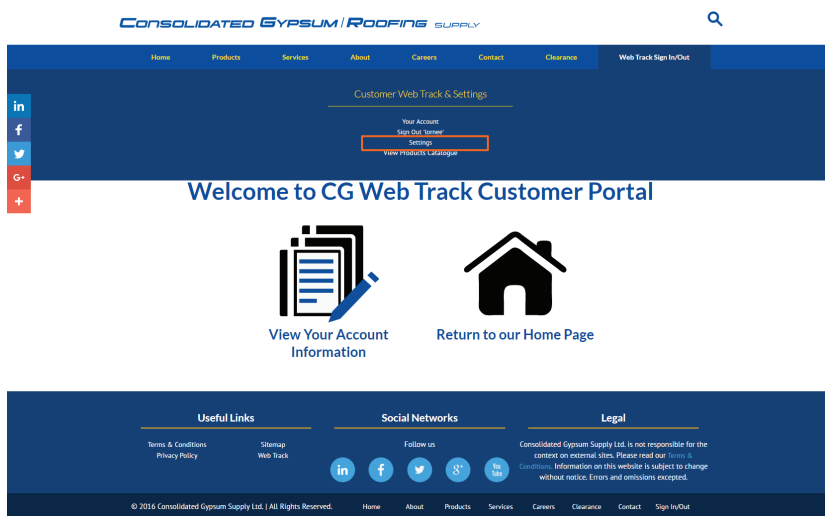 CONSOLIDATED GYPSUM | ROOFING SUPPLY
Home Products Services About Careers Contact Clearance Web Track Sign In/Out
Customer Web Track & Settings
Your Account
Sign Out 'lornee'
Settings
View Products Catalogue
in
f
G+
+
Welcome to CG Web Track Customer Portal
View Your Account
Information
Return to our Home Page
Useful Links
Terms & Conditions
Privacy Policy
Sitemap
Web Track
Social Networks
Follow us
in
f
g+
You
Tube
Legal
Consolidated Gypsum Supply Ltd. is not responsible for the
context on external sites. Please read our Terms &
Conditions. Information on this website is subject to change
without notice. Errors and omissions excepted.
© 2016 Consolidated Gypsum Supply Ltd. | All Rights Reserved. Home About Products Services Careers Clearance Contact Sign In/Out